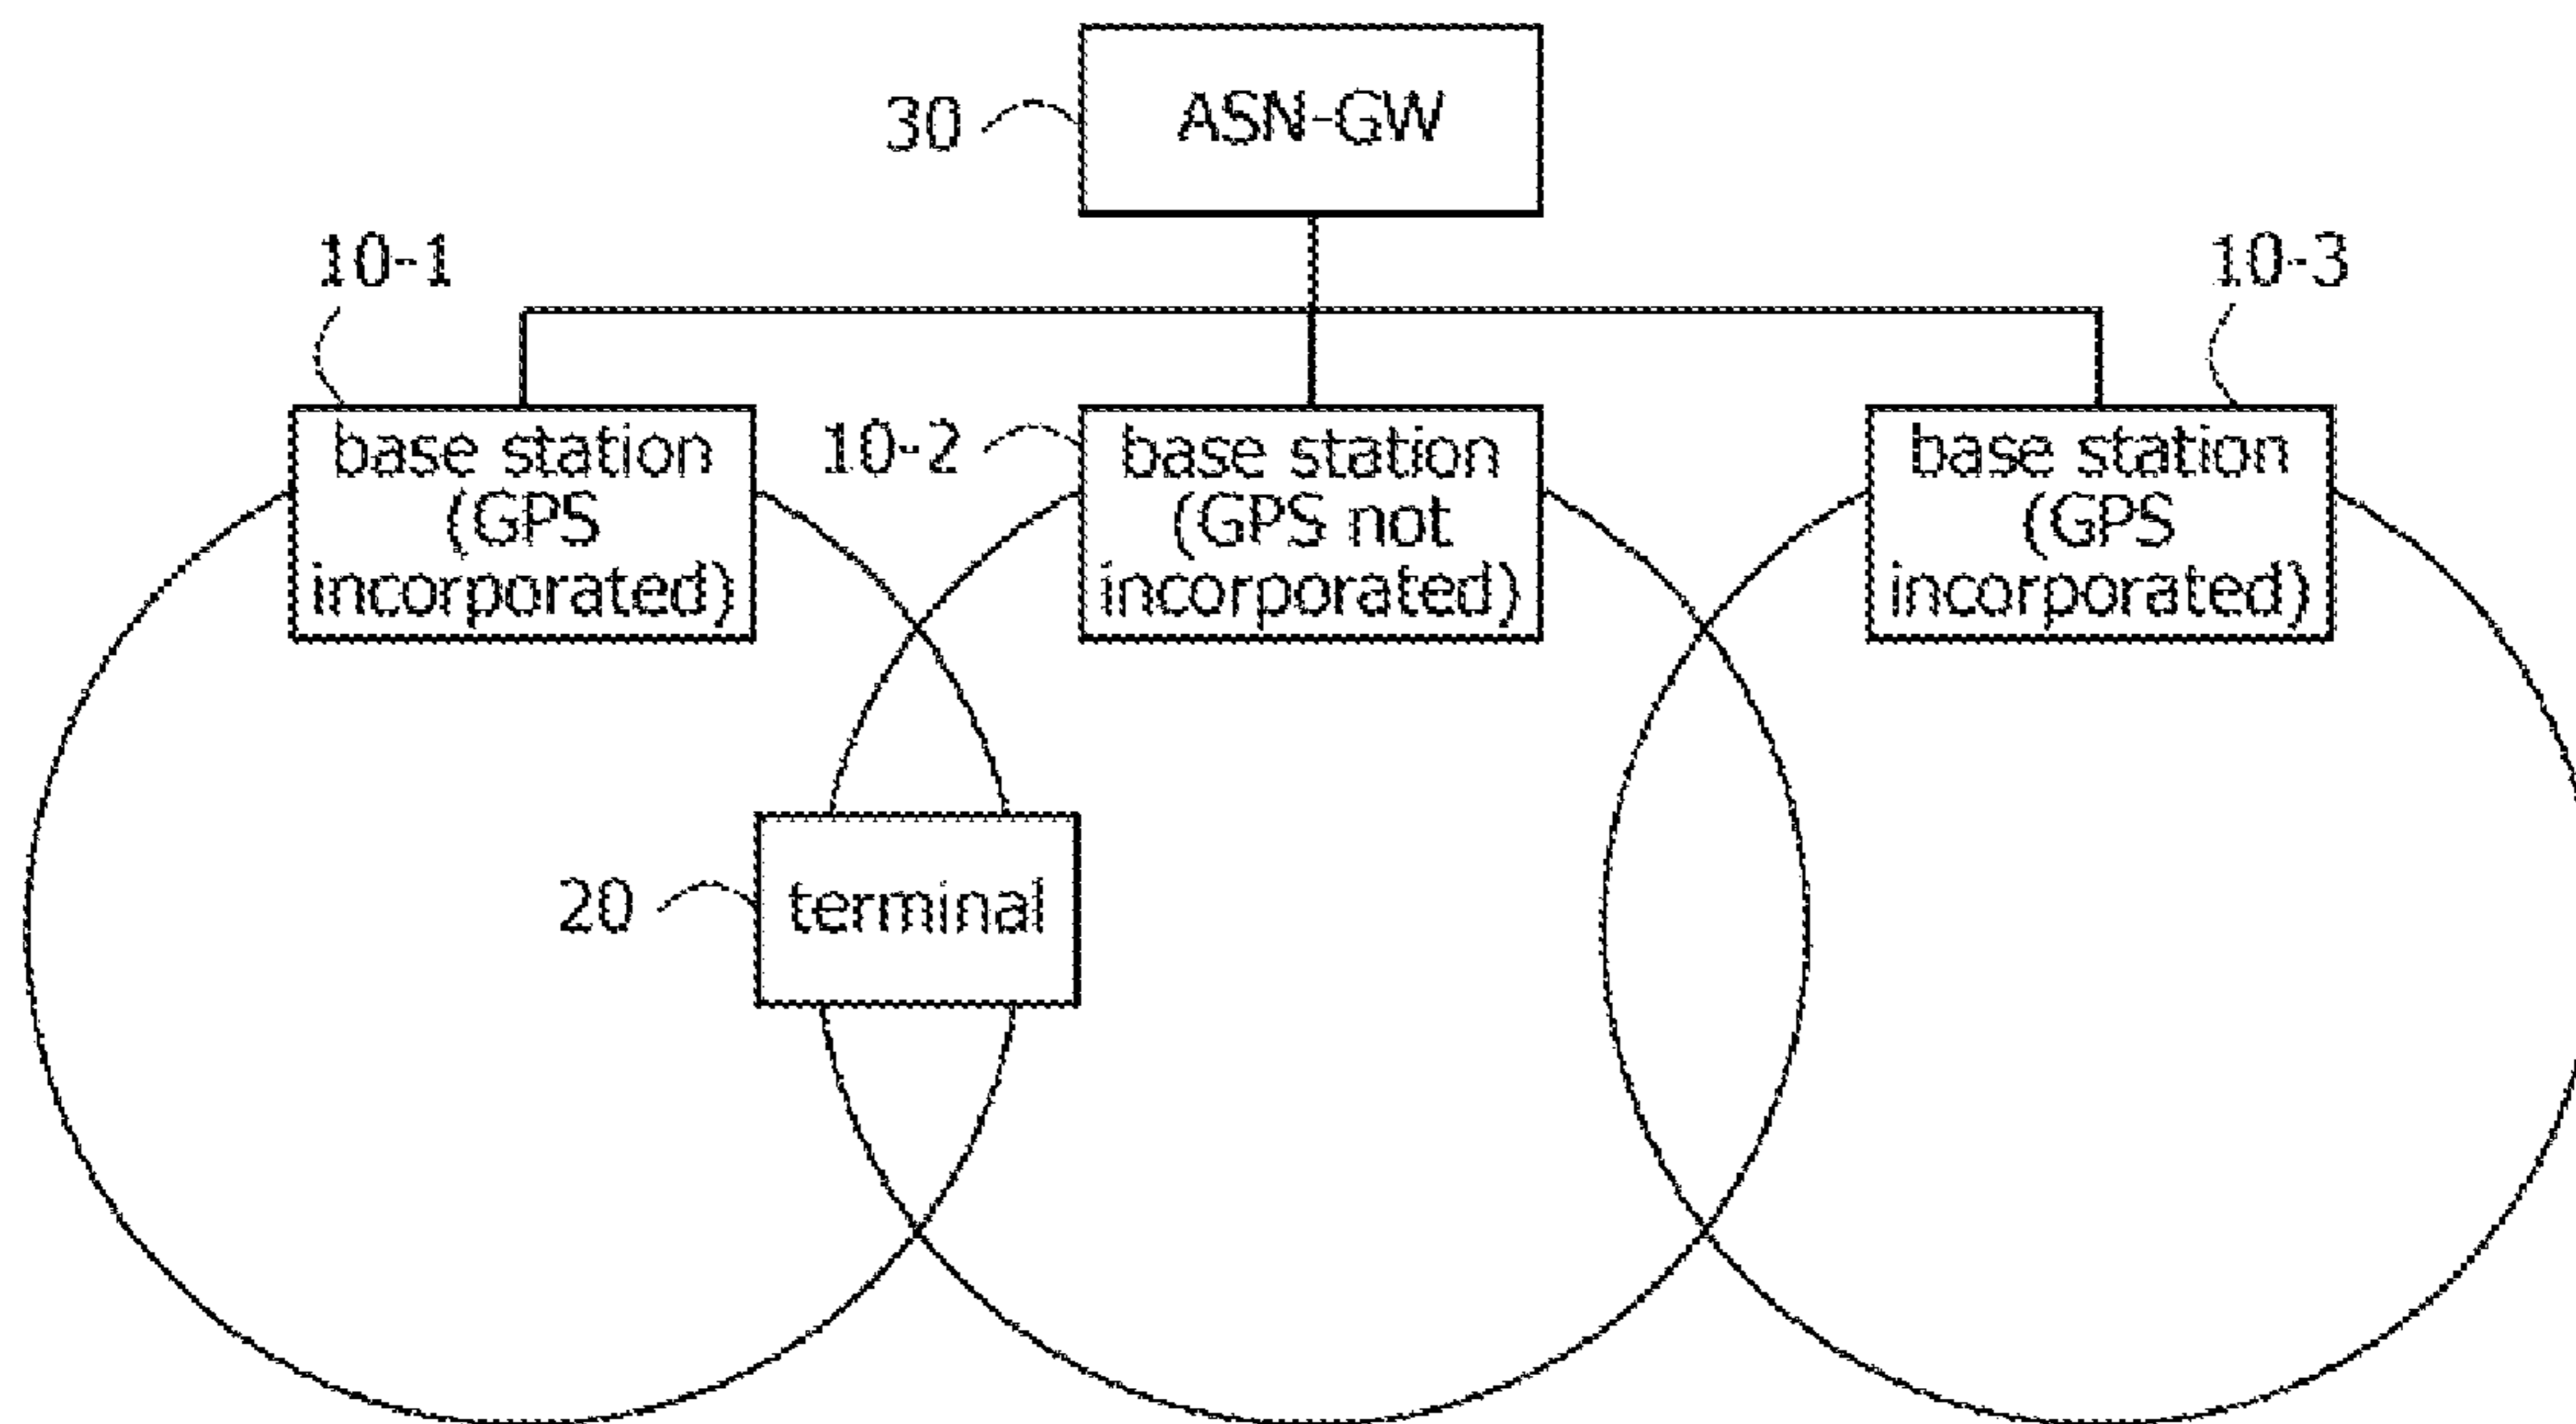 30
ASN-GW
10-1
10-3
base station
(GPS
incorporated)
10-2
base station
(GPS not
incorporated)
base station
(GPS
incorporated)
20
terminal